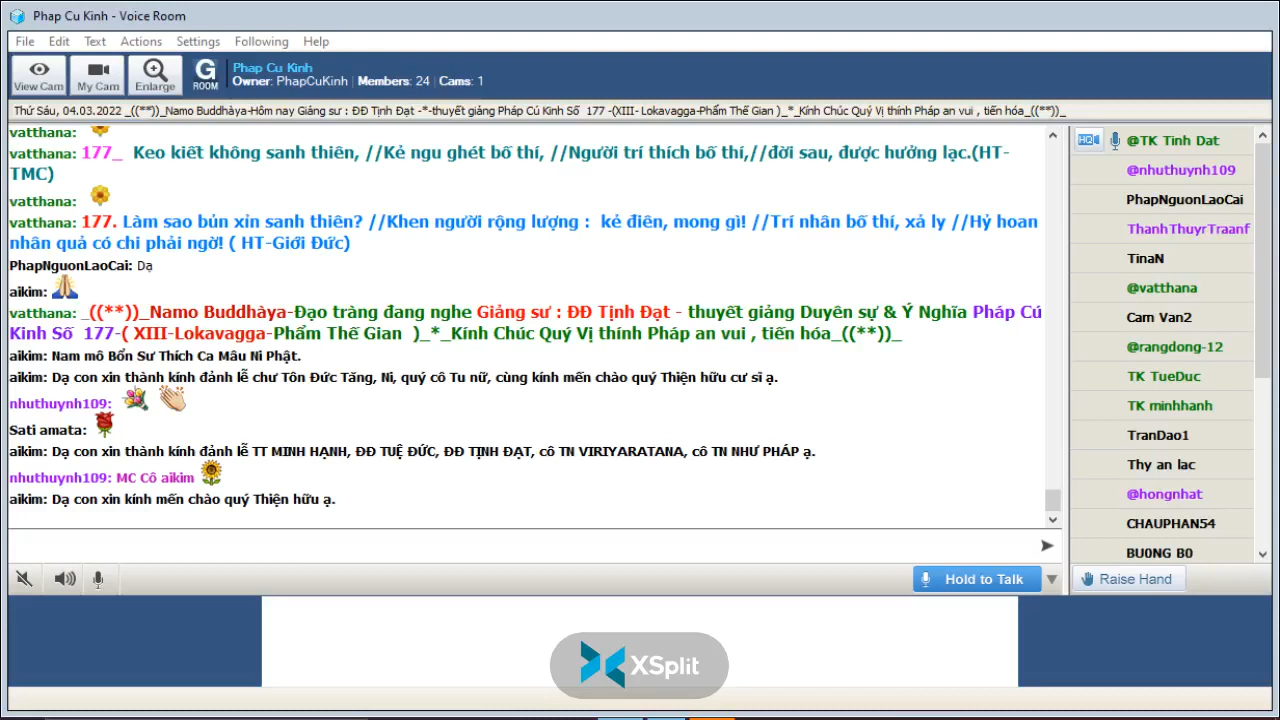 Phap Cu Kinh - Voice Room
File Edit Text Actions Settings Following Help
View Cam
My Cam
Enlarge
G
ROOM
Phap Cu Kinh
Owner: PhapCuKinh | Members: 24 | Cams: 1
Thứ Sáu, 04.03.2022 _((**))_Namo Buddhàya-Hôm nay Giảng sư : ĐĐ Tịnh Đạt -*-thuyết giảng Pháp Cú Kinh Số 177 -(XIII- Lokavagga-Phẩm Thế Gian )_*_Kính Chúc Quý Vị thính Pháp an vui , tiến hóa_((**))_
vatthana:
vatthana: 177_ Keo kiết không sanh thiên, //Kẻ ngu ghét bố thí, //Người trí thích bố thí,//đời sau, được hưởng lạc.(HT-
TMC)
vatthana:
vatthana: 177. Làm sao bủn xỉn sanh thiên? //Khen người rộng lượng : kẻ điên, mong gì! //Trí nhân bố thí, xả ly //Hỷ hoan
nhân quả có chi phải ngờ! ( HT-Giới Đức)
PhapNguonLaoCai: Dạ
aikim:
vatthana: _((**))_Namo Buddhàya-Đạo tràng đang nghe Giảng sư : ĐĐ Tịnh Đạt - thuyết giảng Duyên sự & Ý Nghĩa Pháp Cú
Kinh Số 177-( XIII-Lokavagga-Phẩm Thế Gian )_*_Kính Chúc Quý Vị thính Pháp an vui , tiến hóa_((**))_
aikim: Nam mô Bổn Sư Thích Ca Mâu Ni Phật.
aikim: Dạ con xin thành kính đảnh lễ chư Tôn Đức Tăng, Ni, quý cô Tu nữ, cùng kính mến chào quý Thiện hữu cư sĩ ạ.
nhuthuynh109:
Sati amata:
aikim: Dạ con xin thành kính đảnh lễ TT MINH HẠNH, ĐĐ TUỆ ĐỨC, ĐĐ TỊNH ĐẠT, cô TN VIRIYARATANA, cô TN NHƯ PHÁP ạ.
nhuthuynh109: MC Cô aikim
aikim: Dạ con xin kính mến chào quý Thiện hữu ạ.
HQ
@TK Tinh Dat
@nhuthuynh109
PhapNguonLaoCai
ThanhThuyrTraanf
TinaN
@vatthana
Cam Van2
@rangdong-12
TK TueDuc
TK minhhanh
TranDao1
Thy an lac
@hongnhat
CHAUPHAN54
BU0NG B0
Hold to Talk
Raise Hand
XSplit